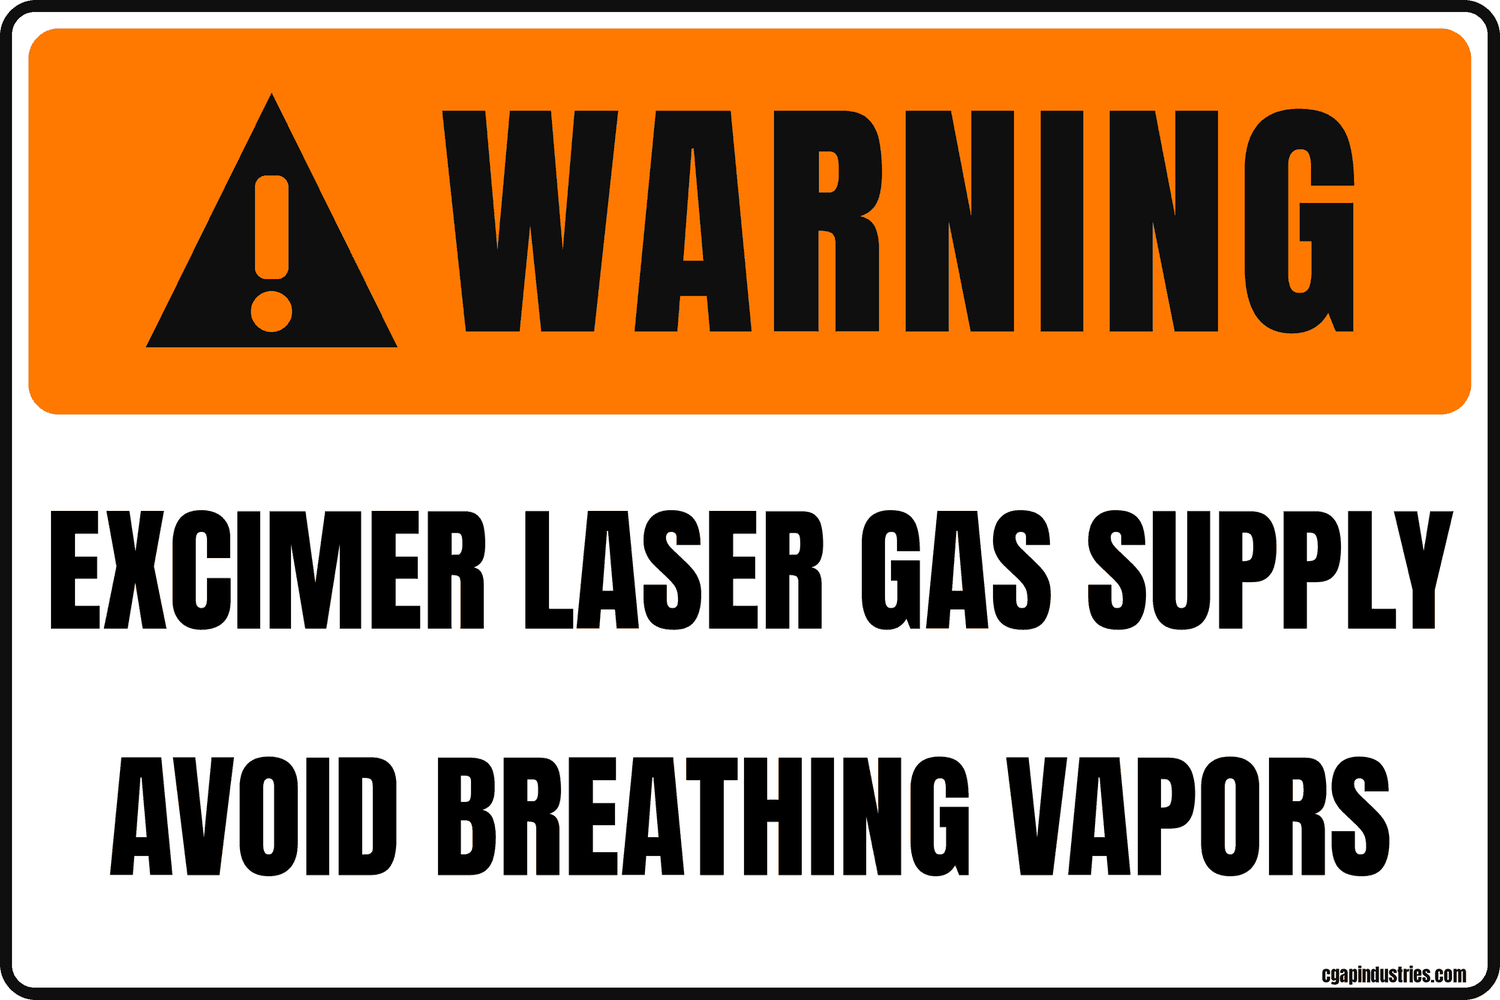 WARNING
EXCIMER LASER GAS SUPPLY
AVOID BREATHING VAPORS
cgapindustries.com